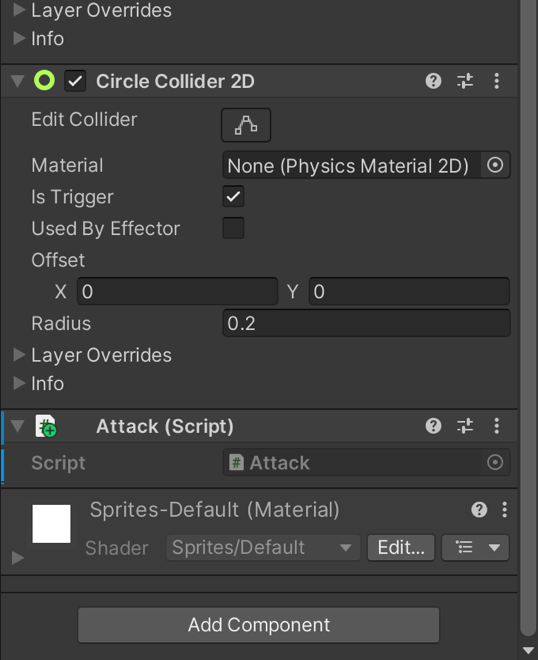 Layer Overrides
Info
Circle Collider 2D
Edit Collider
Material None (Physics Material 2D)
Is Trigger
Used By Effector
Offset
X 0 Y 0
Radius 0.2
Layer Overrides
Info
Attack (Script)
Script # Attack
Sprites-Default (Material)
Shader Sprites/Default Edit...
Add Component